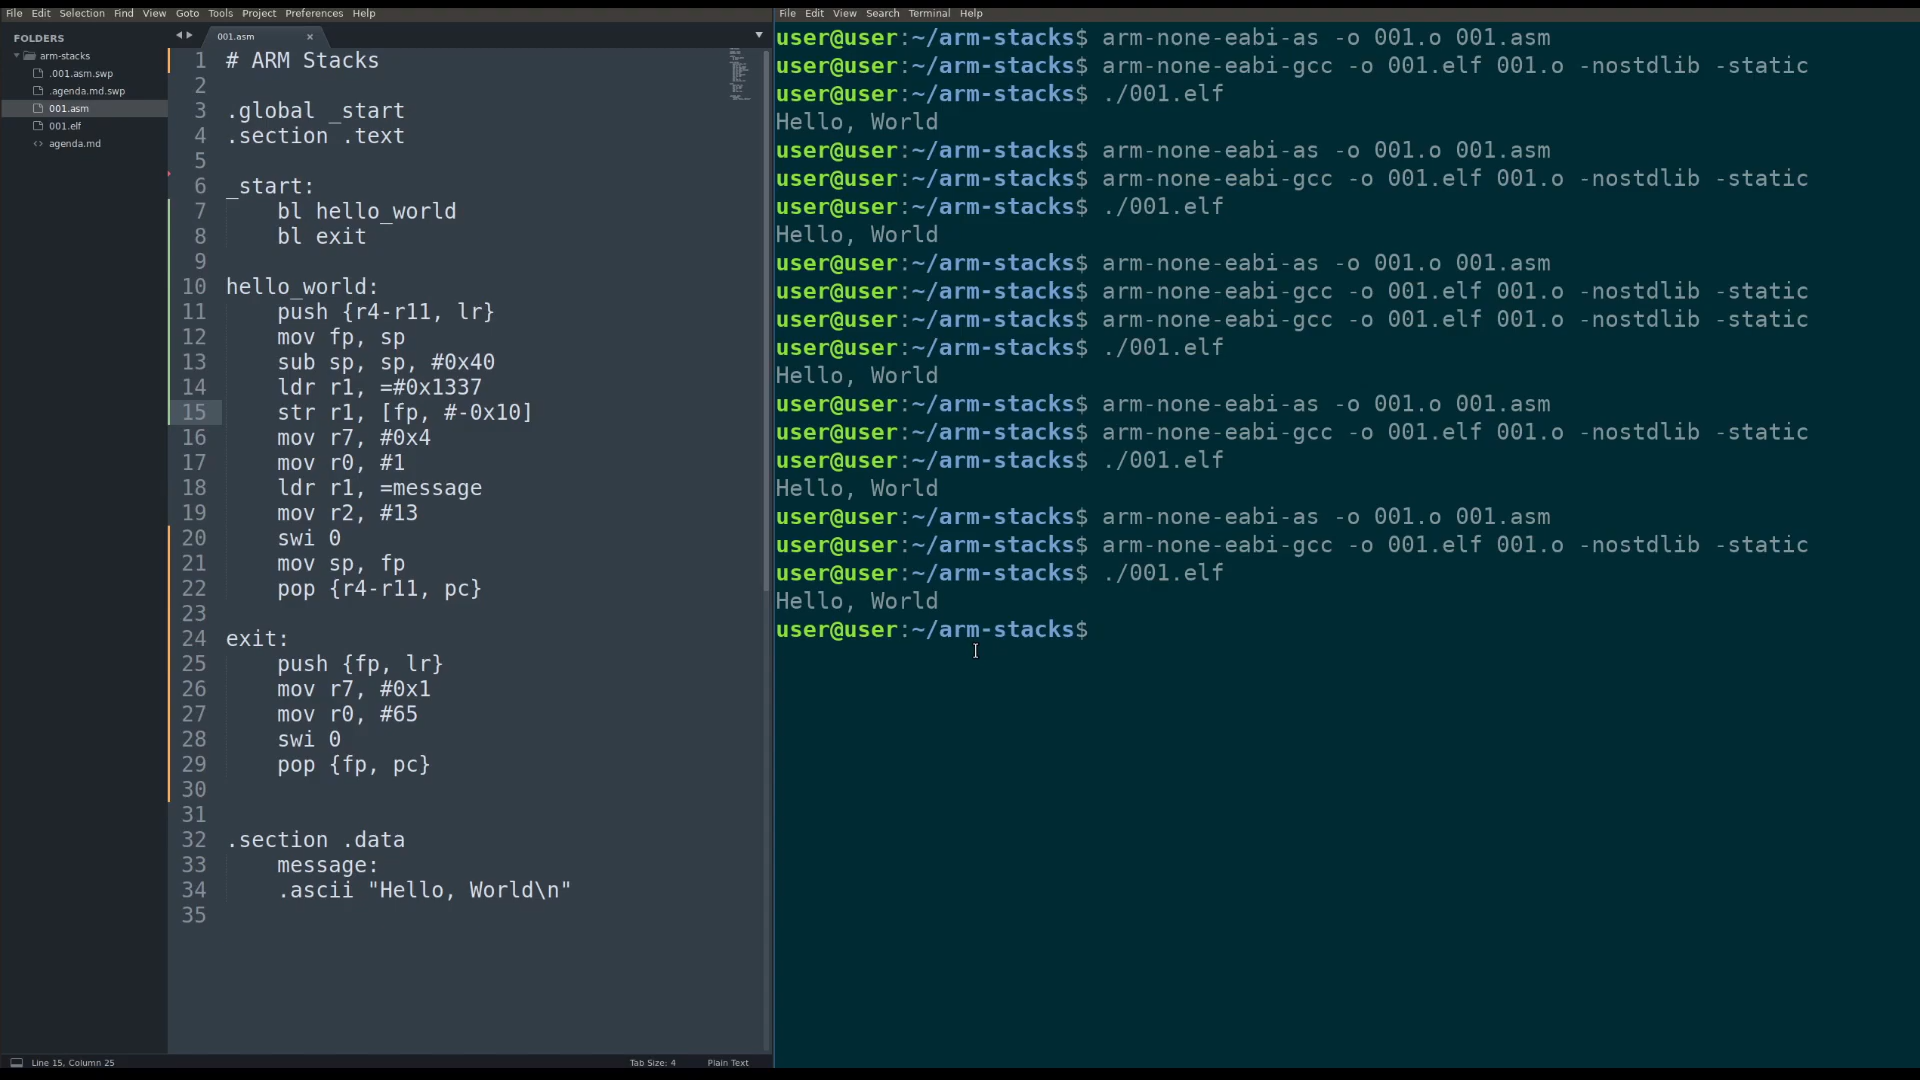 File Edit Selection Find View Goto Tools Project Preferences Help
FOLDERS
arm-stacks
.001.asm.swp
.agenda.md.swp
001.asm
001.elf
<> agenda.md
001.asm ×
1 # ARM Stacks
2
3 .global _start
4 .section .text
5
6 _start:
7 bl hello_world
8 bl exit
9
10 hello_world:
11 push {r4-r11, lr}
12 mov fp, sp
13 sub sp, sp, #0x40
14 ldr r1, =#0x1337
15 str r1, [fp, #-0x10]
16 mov r7, #0x4
17 mov r0, #1
18 ldr r1, =message
19 mov r2, #13
20 swi 0
21 mov sp, fp
22 pop {r4-r11, pc}
23
24 exit:
25 push {fp, lr}
26 mov r7, #0x1
27 mov r0, #65
28 swi 0
29 pop {fp, pc}
30
31
32 .section .data
33 message:
34 .ascii "Hello, World\n"
35
Line 15, Column 25 Tab Size: 4 Plain Text
File Edit View Search Terminal Help
user@user:~/arm-stacks$ arm-none-eabi-as -o 001.o 001.asm
user@user:~/arm-stacks$ arm-none-eabi-gcc -o 001.elf 001.o -nostdlib -static
user@user:~/arm-stacks$ ./001.elf
Hello, World
user@user:~/arm-stacks$ arm-none-eabi-as -o 001.o 001.asm
user@user:~/arm-stacks$ arm-none-eabi-gcc -o 001.elf 001.o -nostdlib -static
user@user:~/arm-stacks$ ./001.elf
Hello, World
user@user:~/arm-stacks$ arm-none-eabi-as -o 001.o 001.asm
user@user:~/arm-stacks$ arm-none-eabi-gcc -o 001.elf 001.o -nostdlib -static
user@user:~/arm-stacks$ arm-none-eabi-gcc -o 001.elf 001.o -nostdlib -static
user@user:~/arm-stacks$ ./001.elf
Hello, World
user@user:~/arm-stacks$ arm-none-eabi-as -o 001.o 001.asm
user@user:~/arm-stacks$ arm-none-eabi-gcc -o 001.elf 001.o -nostdlib -static
user@user:~/arm-stacks$ ./001.elf
Hello, World
user@user:~/arm-stacks$ arm-none-eabi-as -o 001.o 001.asm
user@user:~/arm-stacks$ arm-none-eabi-gcc -o 001.elf 001.o -nostdlib -static
user@user:~/arm-stacks$ ./001.elf
Hello, World
user@user:~/arm-stacks$